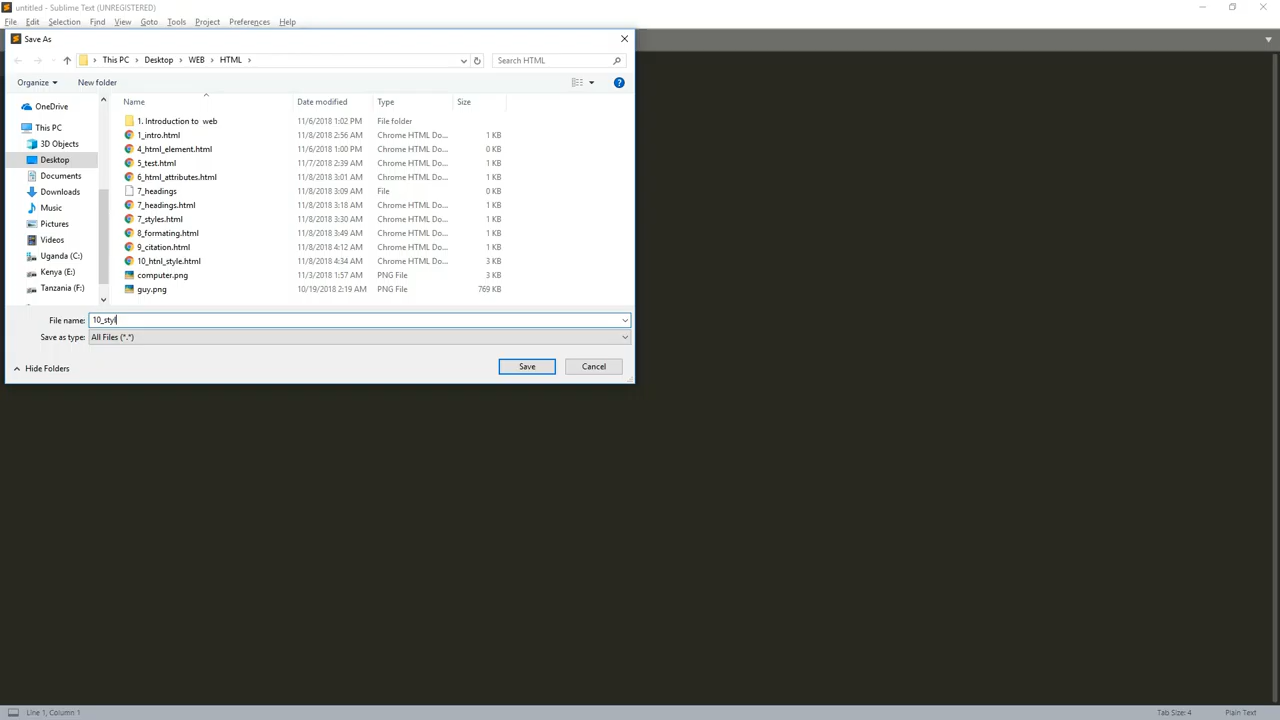 untitled - Sublime Text (UNREGISTERED)
File Edit Selection Find View Goto Tools Project Preferences Help
Save As
This PC > Desktop > WEB > HTML >
Search HTML
Organize New folder
Name Date modified Type Size
OneDrive
This PC
3D Objects
Desktop
Documents
Downloads
Music
Pictures
Videos
Uganda (C:)
Kenya (E:)
Tanzania (F:)
1. Introduction to web 11/6/2018 1:02 PM File folder
1_intro.html 11/8/2018 2:56 AM Chrome HTML Do... 1 KB
4_html_element.html 11/6/2018 1:00 PM Chrome HTML Do... 0 KB
5_test.html 11/7/2018 2:39 AM Chrome HTML Do... 1 KB
6_html_attributes.html 11/8/2018 3:01 AM Chrome HTML Do... 1 KB
7_headings 11/8/2018 3:09 AM File 0 KB
7_headings.html 11/8/2018 3:18 AM Chrome HTML Do... 1 KB
7_styles.html 11/8/2018 3:30 AM Chrome HTML Do... 1 KB
8_formating.html 11/8/2018 3:49 AM Chrome HTML Do... 1 KB
9_citation.html 11/8/2018 4:12 AM Chrome HTML Do... 1 KB
10_htnl_style.html 11/8/2018 4:34 AM Chrome HTML Do... 3 KB
computer.png 11/3/2018 1:57 AM PNG File 3 KB
guy.png 10/19/2018 2:19 AM PNG File 769 KB
File name: 10_styl
Save as type: All Files (*.*)
Hide Folders
Save Cancel
Line 1, Column 1
Tab Size: 4 Plain Text